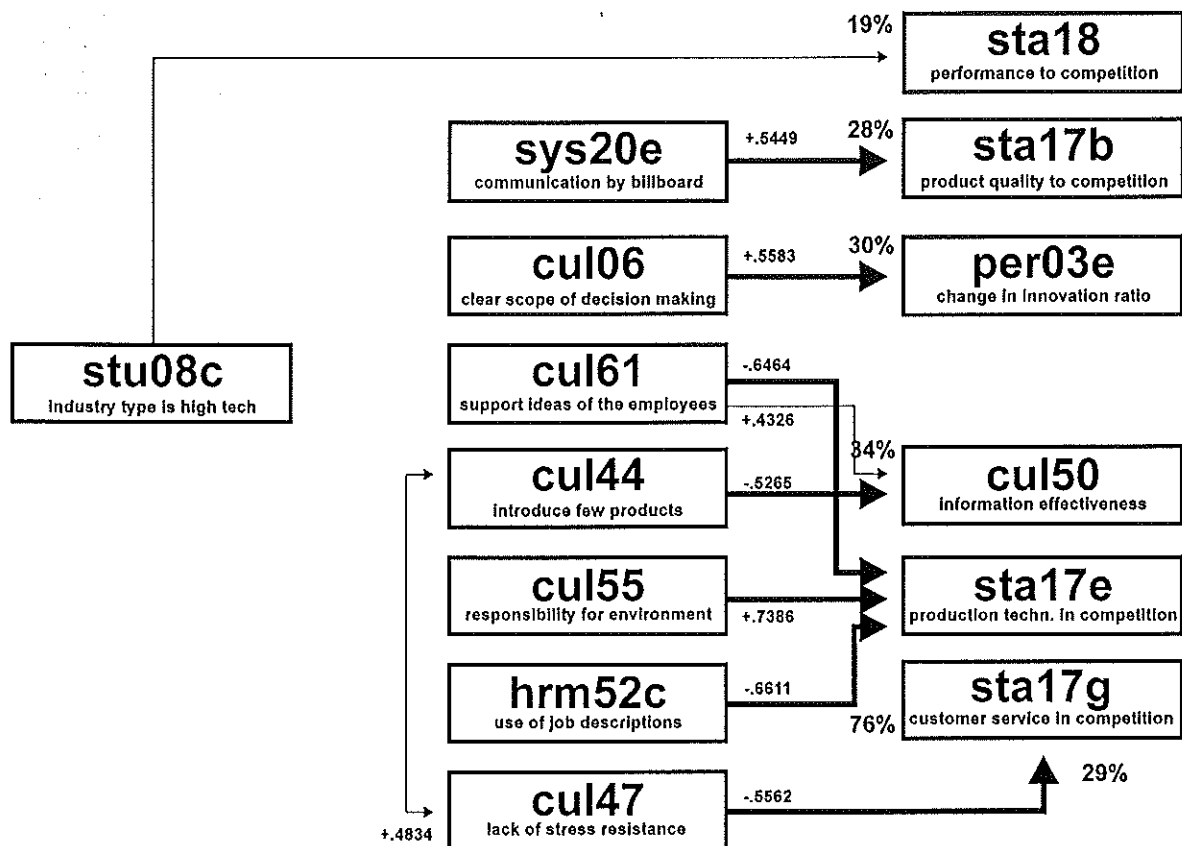 19%
sta18
performance to competition
sys20e
communication by billboard
+.5449
28%
sta17b
product quality to competition
cul06
clear scope of decision making
+.5583
30%
per03e
change in innovation ratio
stu08c
industry type is high tech
cul61
support ideas of the employees
-.6464
+.4326
34%
cul44
introduce few products
-.5265
cul50
information effectiveness
cul55
responsibility for environment
+.7386
sta17e
production techn. in competition
hrm52c
use of job descriptions
-.6611
76%
sta17g
customer service in competition
29%
cul47
lack of stress resistance
-.5562
+.4834